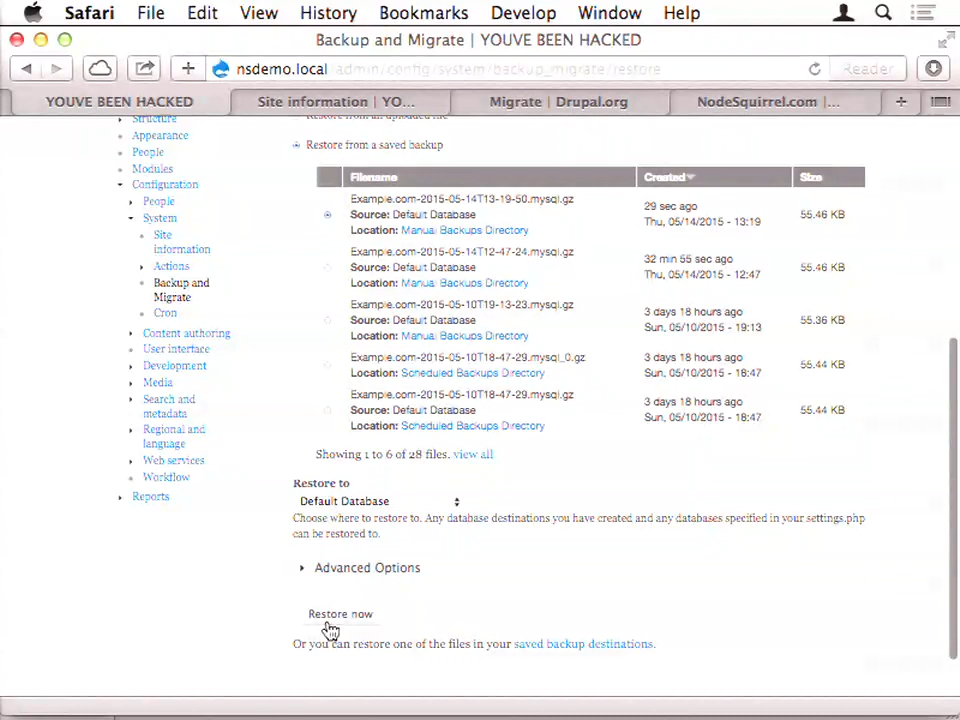 Safari File Edit View History Bookmarks Develop Window Help
Backup and Migrate | YOUVE BEEN HACKED
nsdemo.local/admin/config/system/backup_migrate/restore
Reader
YOUVE BEEN HACKED
Site information | YO...
Migrate | Drupal.org
NodeSquirrel.com |...
Structure
Appearance
People
Modules
Configuration
People
System
Site
information
Actions
Backup and
Migrate
Cron
Content authoring
User interface
Development
Media
Search and
metadata
Regional and
language
Web services
Workflow
Reports
Restore from an uploaded file
Restore from a saved backup
Filename Created Size
Example.com-2015-05-14T13-19-50.mysql.gz
Source: Default Database
Location: Manual Backups Directory
29 sec ago
Thu, 05/14/2015 - 13:19
55.46 KB
Example.com-2015-05-14T12-47-24.mysql.gz
Source: Default Database
Location: Manual Backups Directory
32 min 55 sec ago
Thu, 05/14/2015 - 12:47
55.46 KB
Example.com-2015-05-10T19-13-23.mysql.gz
Source: Default Database
Location: Manual Backups Directory
3 days 18 hours ago
Sun, 05/10/2015 - 19:13
55.36 KB
Example.com-2015-05-10T18-47-29.mysql_0.gz
Location: Scheduled Backups Directory
3 days 18 hours ago
Sun, 05/10/2015 - 18:47
55.44 KB
Example.com-2015-05-10T18-47-29.mysql.gz
Source: Default Database
Location: Scheduled Backups Directory
3 days 18 hours ago
Sun, 05/10/2015 - 18:47
55.44 KB
Showing 1 to 6 of 28 files. view all
Restore to
Default Database
Choose where to restore to. Any database destinations you have created and any databases specified in your settings.php
can be restored to.
Advanced Options
Restore now
Or you can restore one of the files in your saved backup destinations.